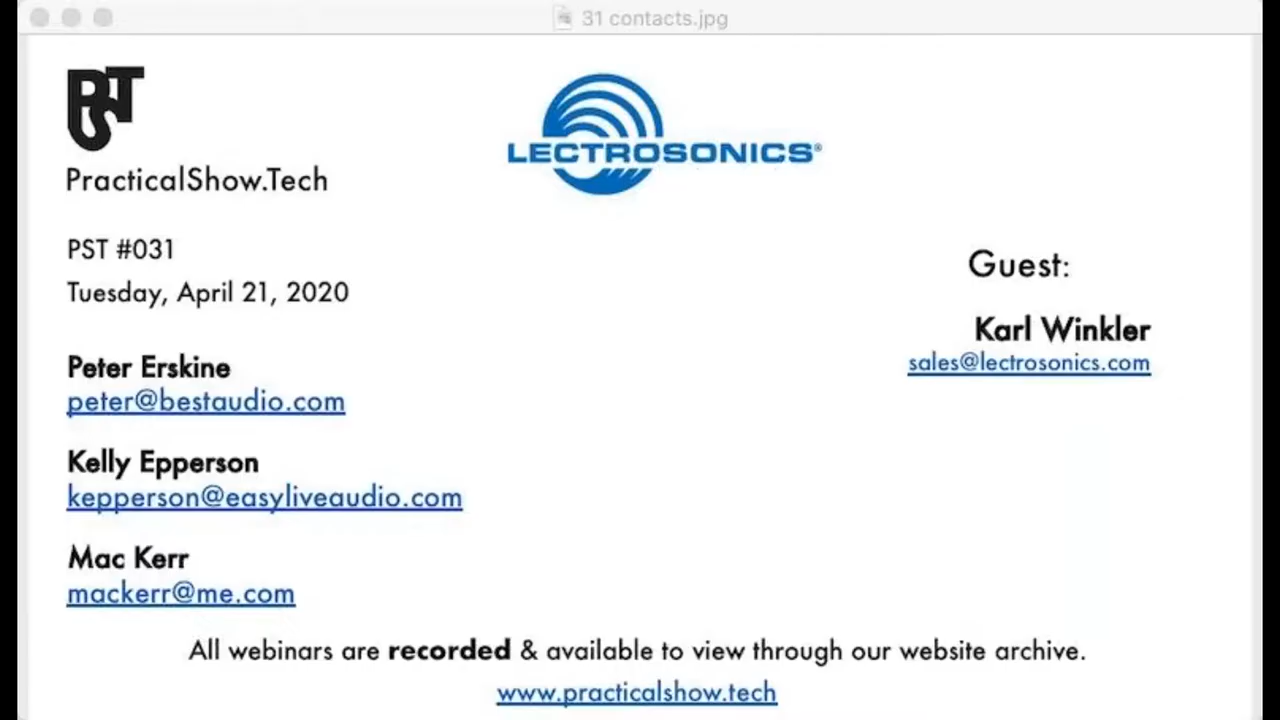 31 contacts.jpg
PST
PracticalShow.Tech
LECTROSONICS®
PST #031
Tuesday, April 21, 2020
Peter Erskine
peter@bestaudio.com
Kelly Epperson
kepperson@easyliveaudio.com
Mac Kerr
mackerr@me.com
Guest:
Karl Winkler
sales@lectrosonics.com
All webinars are recorded & available to view through our website archive.
www.practicalshow.tech